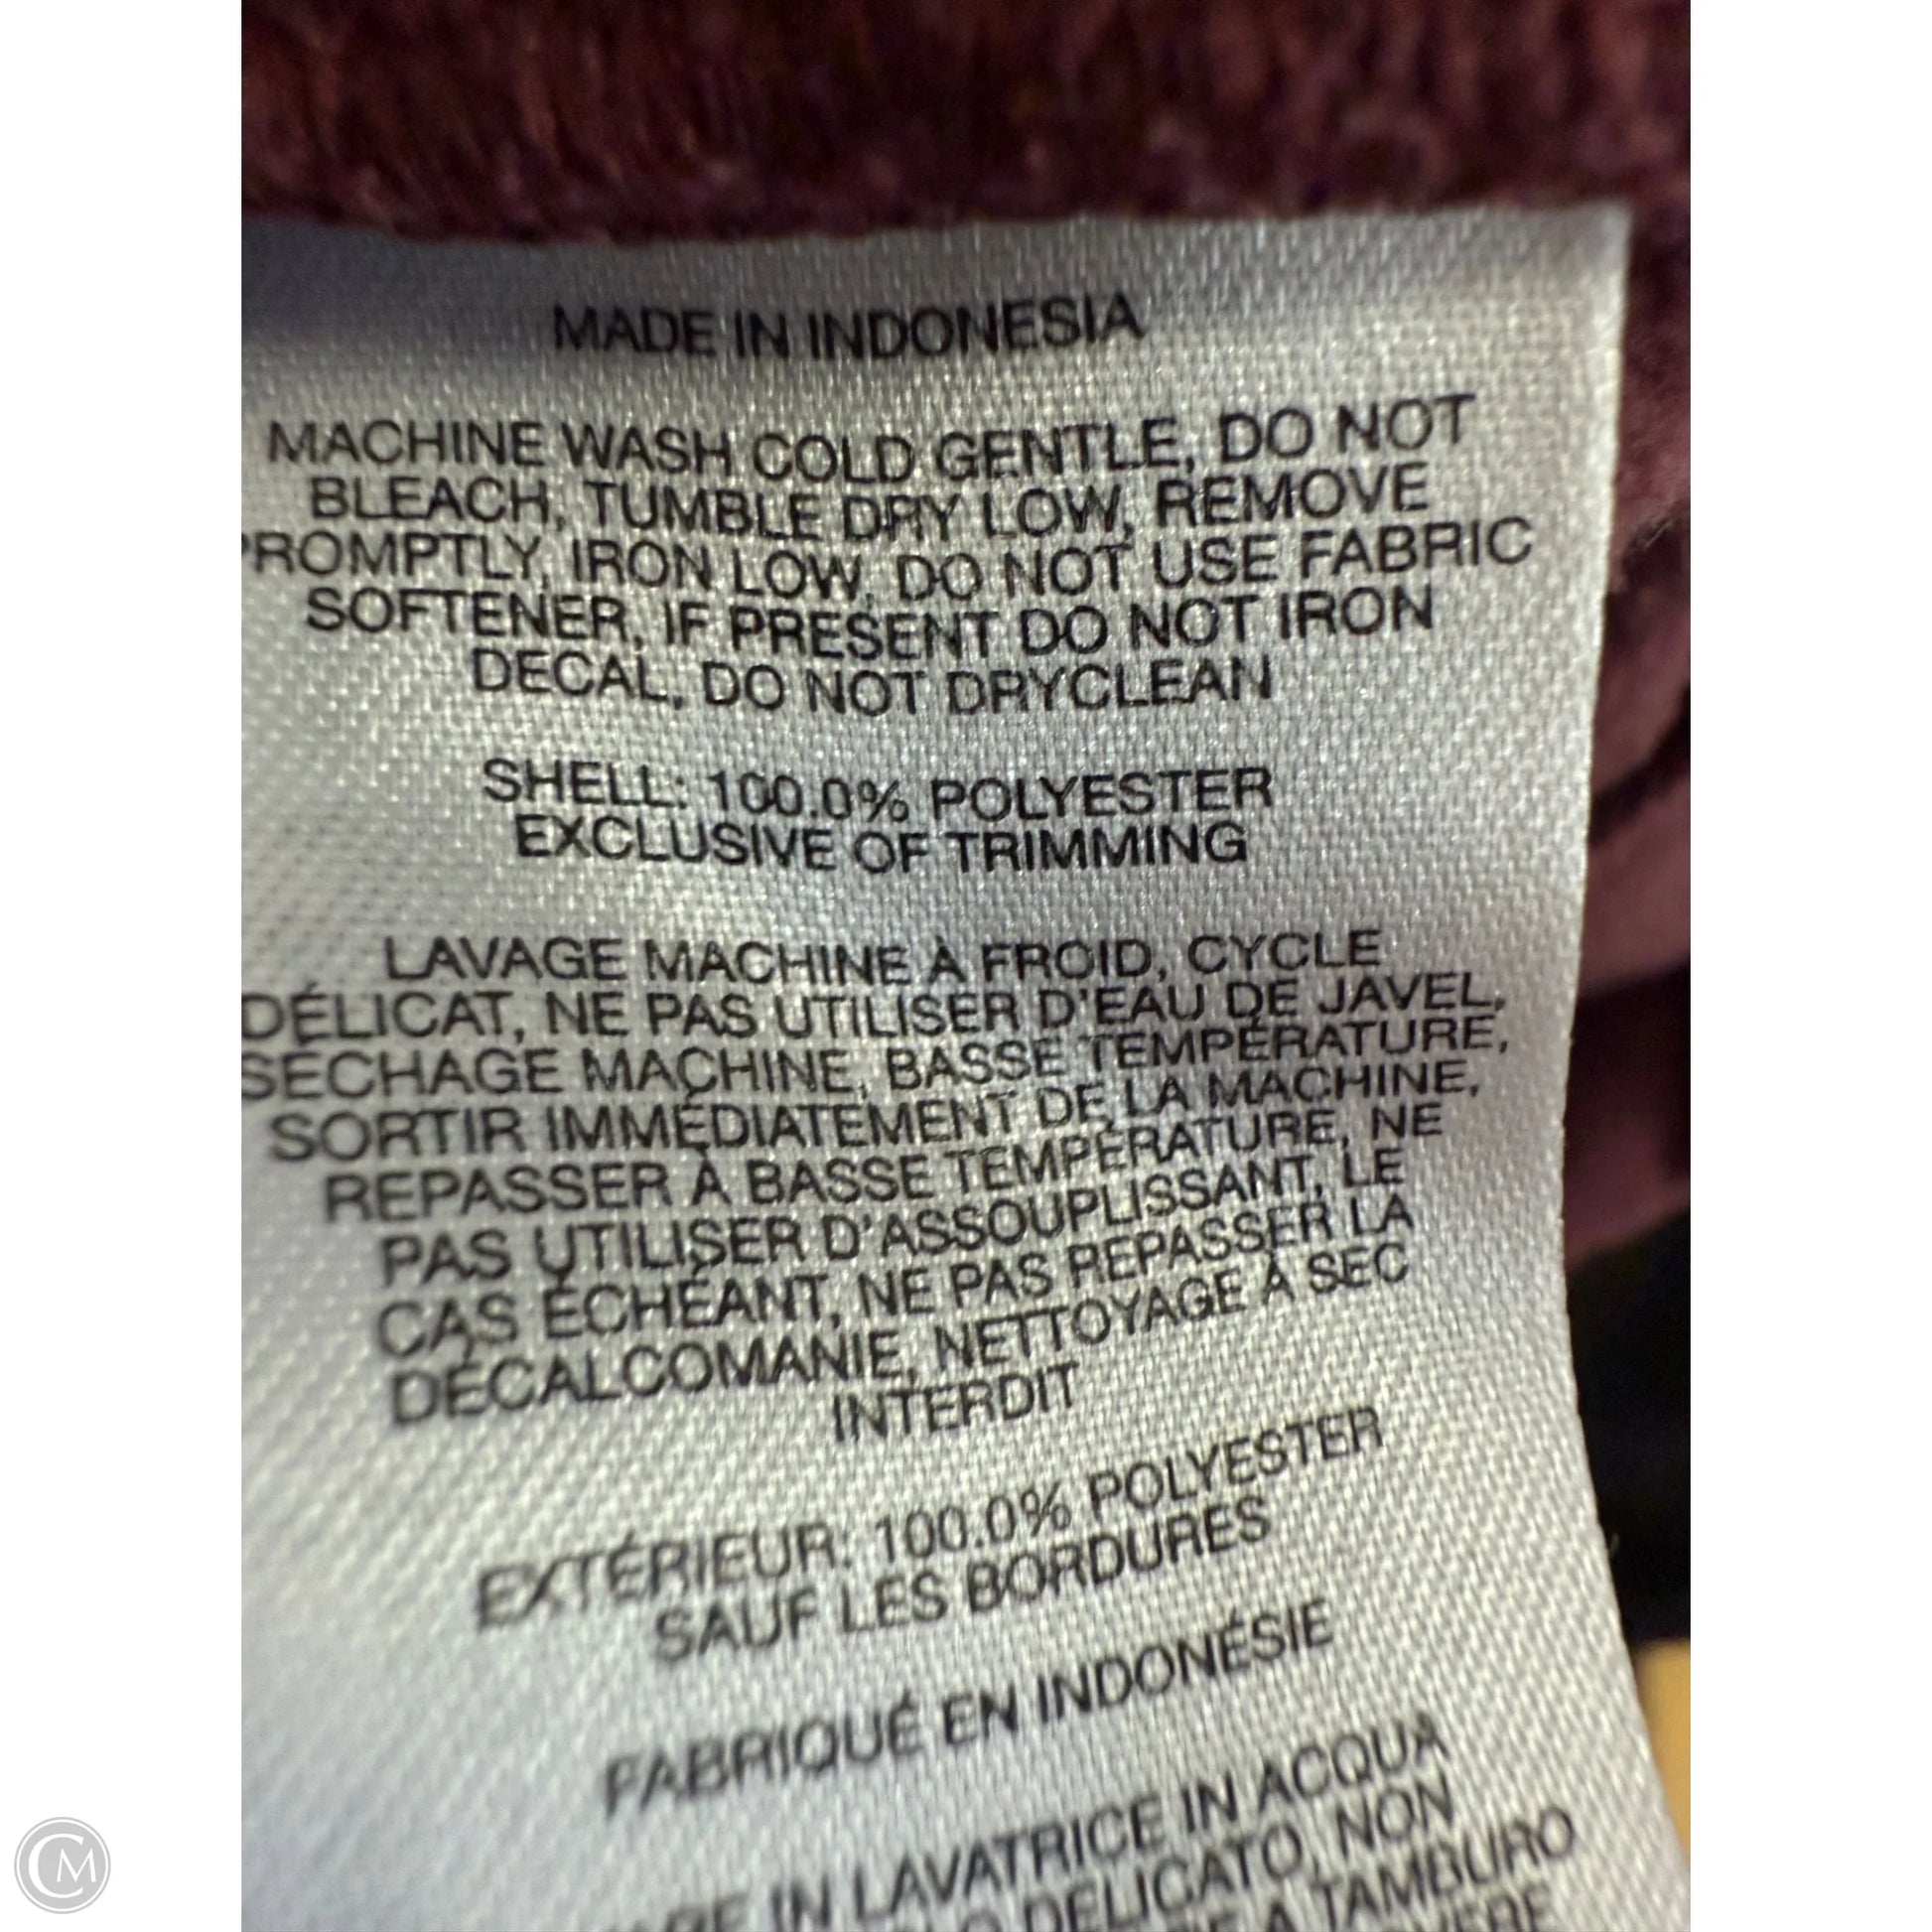 MADE IN INDONESIA
MACHINE WASH COLD GENTLE, DO NOT
BLEACH, TUMBLE DRY LOW, REMOVE
PROMPTLY, IRON LOW, DO NOT USE FABRIC
SOFTENER, IF PRESENT DO NOT IRON
DECAL, DO NOT DRYCLEAN
SHELL: 100.0% POLYESTER
EXCLUSIVE OF TRIMMING
LAVAGE MACHINE À FROID, CYCLE
DÉLICAT, NE PAS UTILISER D'EAU DE JAVEL,
SÉCHAGE MACHINE, BASSE TEMPÉRATURE,
SORTIR IMMÉDIATEMENT DE LA MACHINE,
REPASSER À BASSE TEMPÉRATURE, NE
PAS UTILISER D'ASSOUPLISSANT, LE
CAS ÉCHÉANT, NE PAS REPASSER LA
DÉCALCOMANIE, NETTOYAGE À SEC
INTERDIT
EXTÉRIEUR: 100.0% POLYESTER
SAUF LES BORDURES
FABRIQUÉ EN INDONÉSIE
IN LAVATRICE IN ACQUA
DELICATO, NON
A TAMBURO
CM